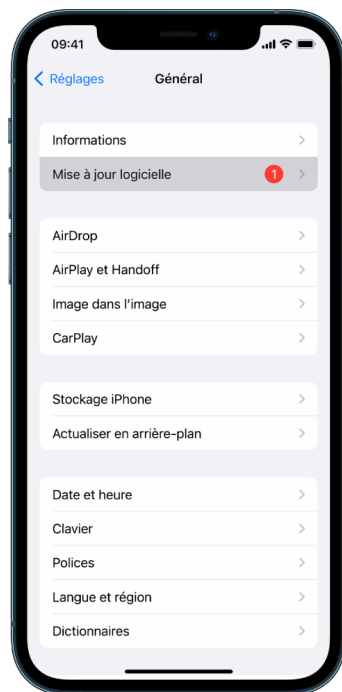 09:41
Réglages
Général
Informations
Mise à jour logicielle 1
AirDrop
AirPlay et Handoff
Image dans l'image
CarPlay
Stockage iPhone
Actualiser en arrière-plan
Date et heure
Clavier
Polices
Langue et région
Dictionnaires